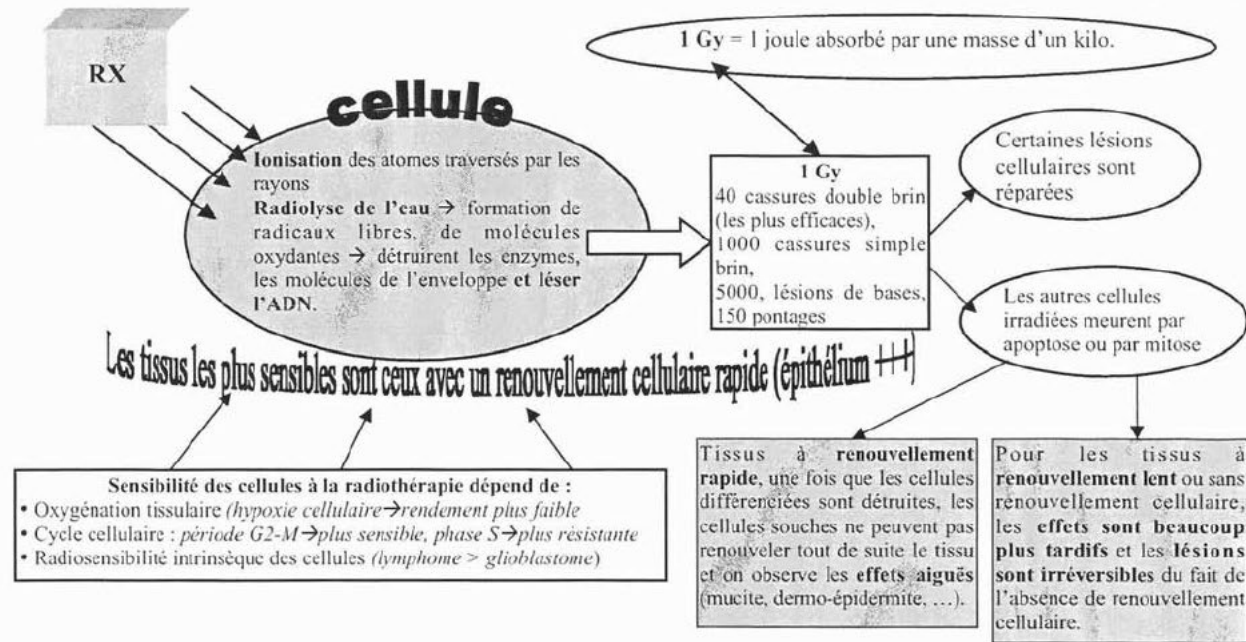 RX
1 Gy = 1 joule absorbé par une masse d'un kilo.
cellule
Ionisation des atomes traversés par les
rayons
Radiolyse de l'eau → formation de
radicaux libres, de molécules
oxydantes → détruirent les enzymes,
les molécules de l'enveloppe et léser
l'ADN.
1 Gy
40 cassures double brin
(les plus efficaces),
1000 cassures simple
brin,
5000, lésions de bases,
150 pontages
Certaines lésions
cellulaires sont
réparées
Les autres cellules
irradiées meurent par
apoptose ou par mitose
Les tissus les plus sensibles sont ceux avec un renouvellement cellulaire rapide (épithélium +++)
Sensibilité des cellules à la radiothérapie dépend de :
• Oxygénation tissulaire (hypoxie cellulaire→rendement plus faible
• Cycle cellulaire : période G2-M→plus sensible, phase S→plus résistante
• Radiosensibilité intrinsèque des cellules (lymphome > glioblastome)
Tissus à renouvellement
rapide, une fois que les cellules
différenciées sont détruites, les
cellules souches ne peuvent pas
renouveler tout de suite le tissu
et on observe les effets aiguës
(mucite, dermo-épidermite, …).
Pour les tissus à
renouvellement lent ou sans
renouvellement cellulaire,
les effets sont beaucoup
plus tardifs et les lésions
sont irréversibles du fait de
l'absence de renouvellement
cellulaire.